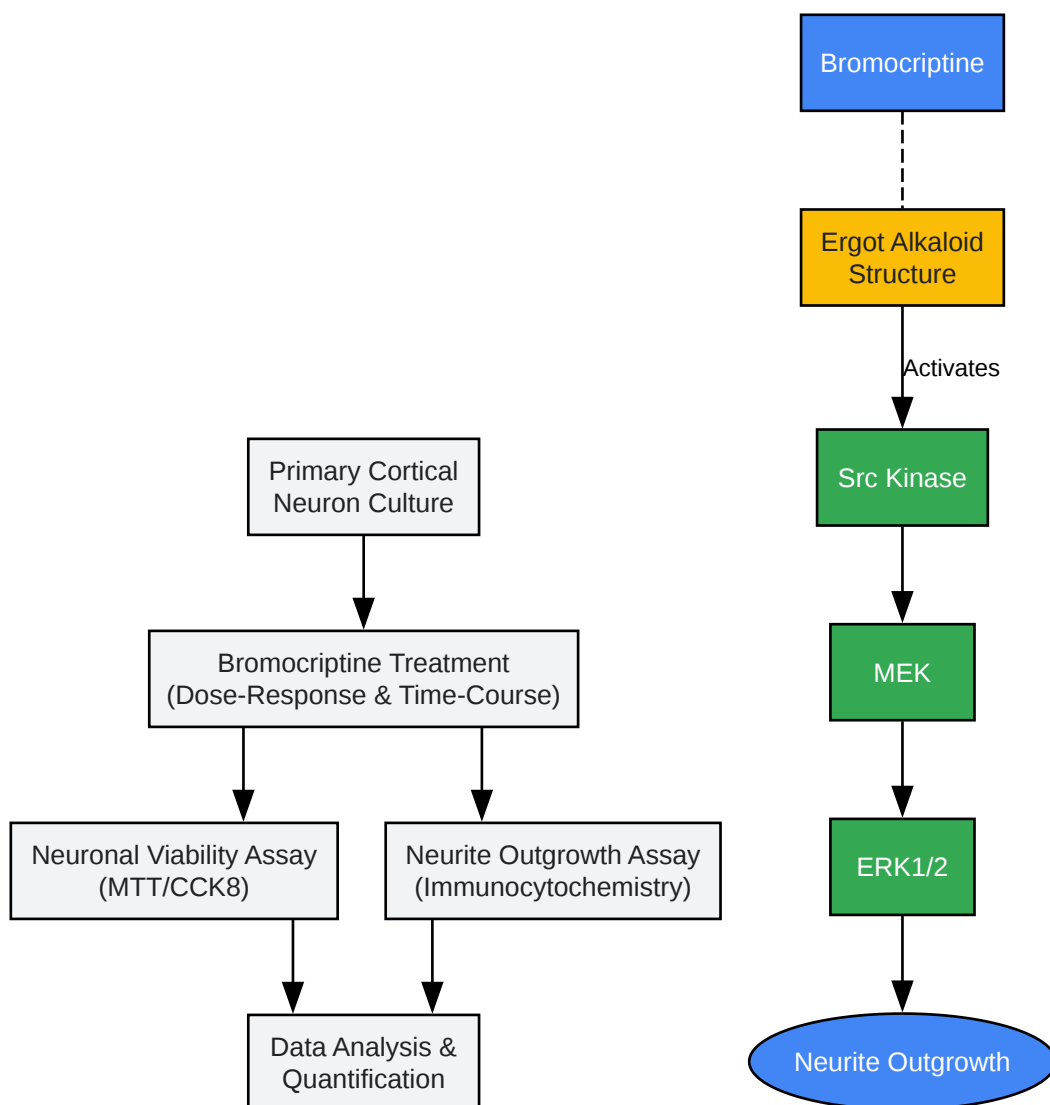 Bromocriptine
Ergot Alkaloid
Structure
Activates
Src Kinase
MEK
ERK1/2
Neurite Outgrowth
Primary Cortical
Neuron Culture
Bromocriptine Treatment
(Dose-Response & Time-Course)
Neuronal Viability Assay
(MTT/CCK8)
Neurite Outgrowth Assay
(Immunocytochemistry)
Data Analysis &
Quantification